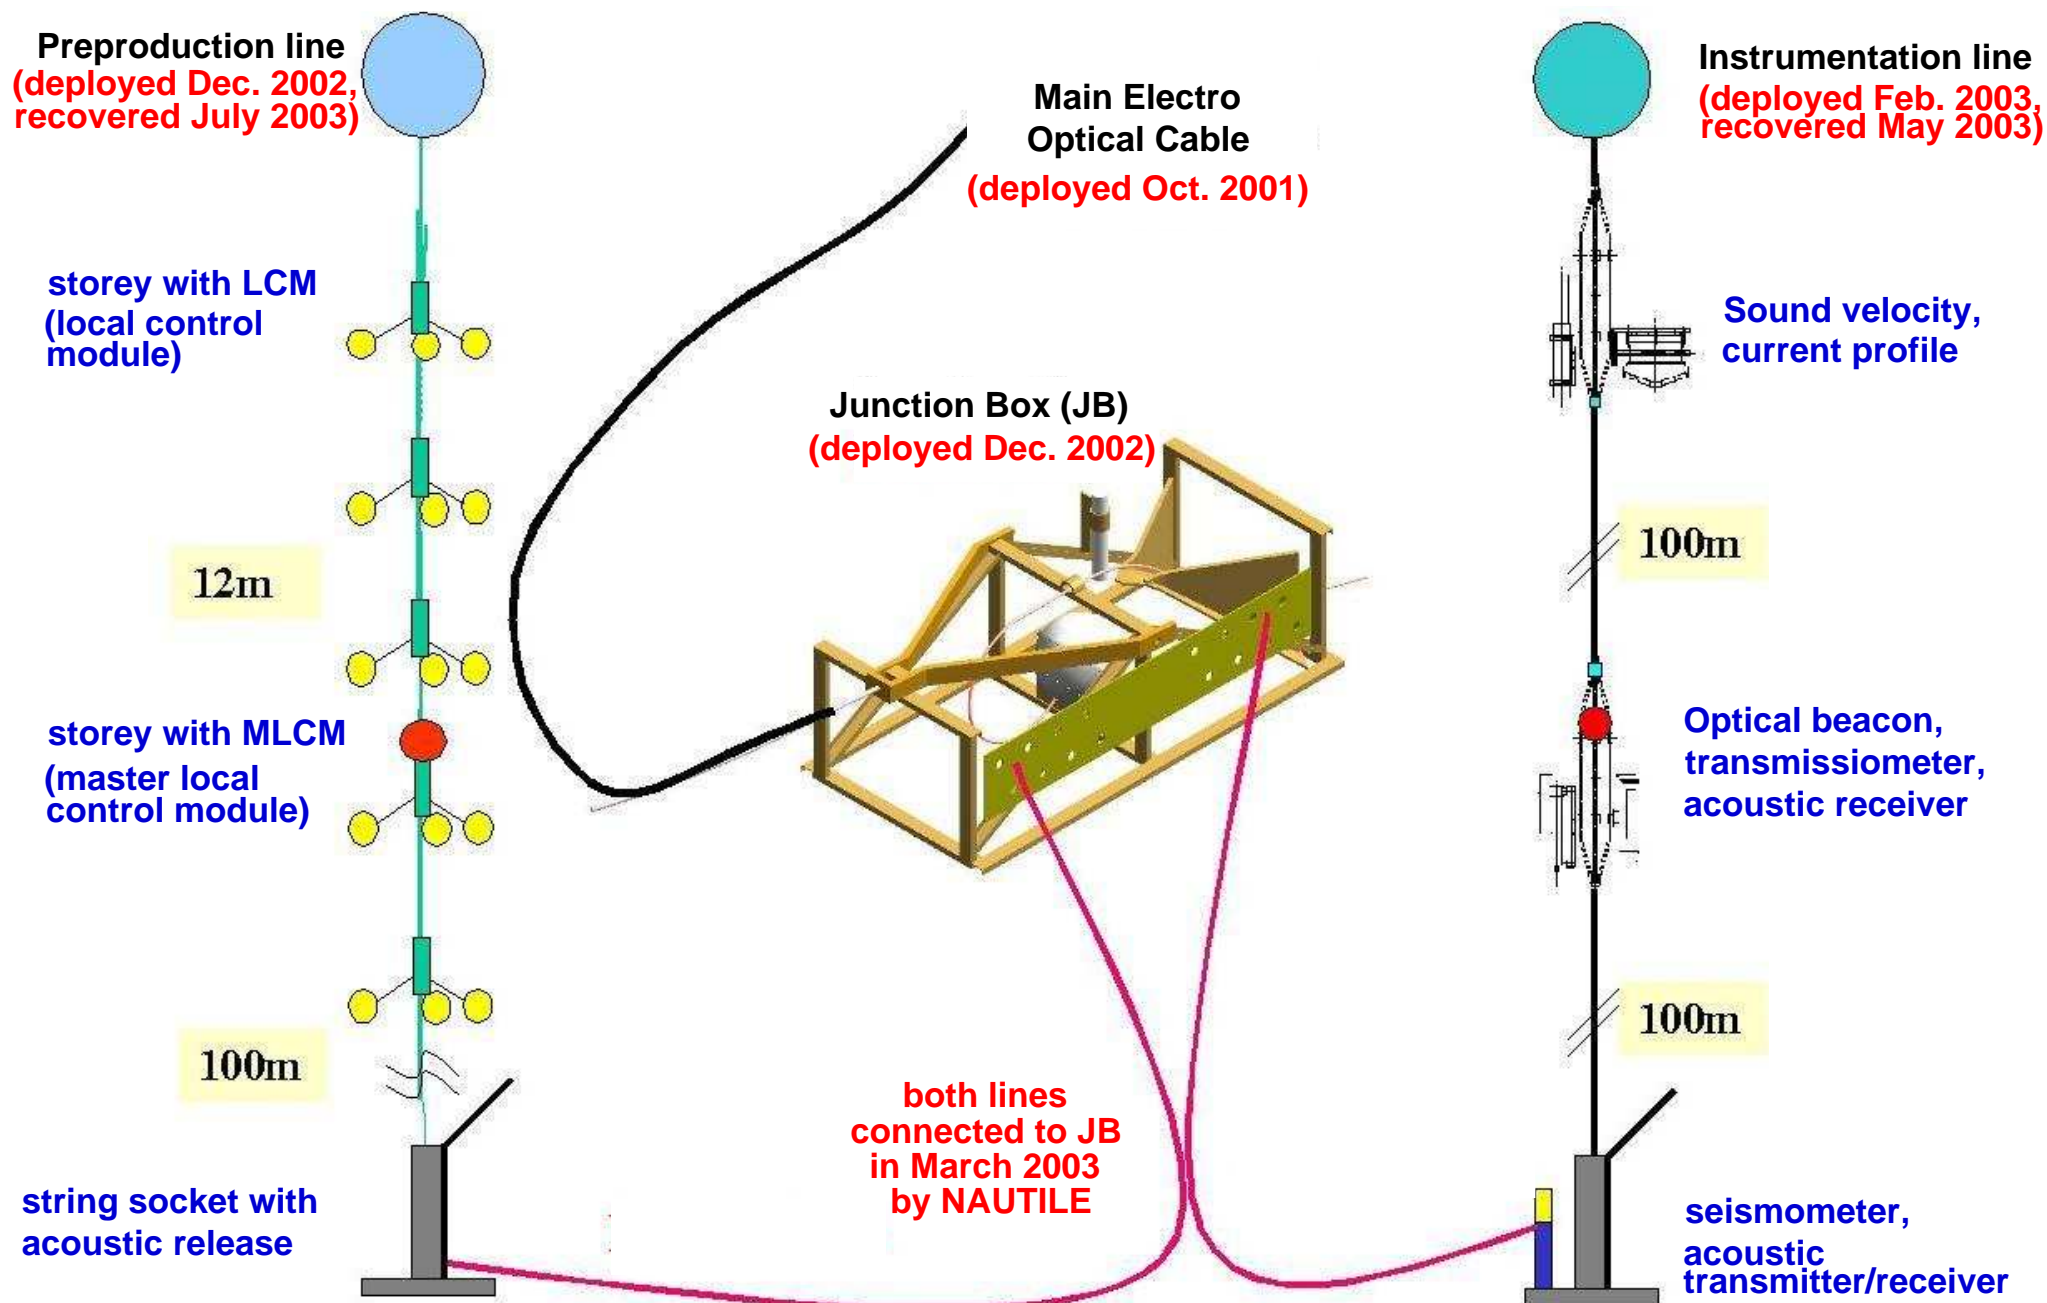 Preproduction line
(deployed Dec. 2002,
recovered July 2003)
storey with LCM
(local control
module)
12m
storey with MLCM
(master local
control module)
100m
string socket with
acoustic release
Main Electro
Optical Cable
(deployed Oct. 2001)
Junction Box (JB)
(deployed Dec. 2002)
both lines
connected to JB
in March 2003
by NAUTILE
Instrumentation line
(deployed Feb. 2003,
recovered May 2003)
Sound velocity,
current profile
100m
Optical beacon,
transmissiometer,
acoustic receiver
100m
seismometer,
acoustic
transmitter/receiver